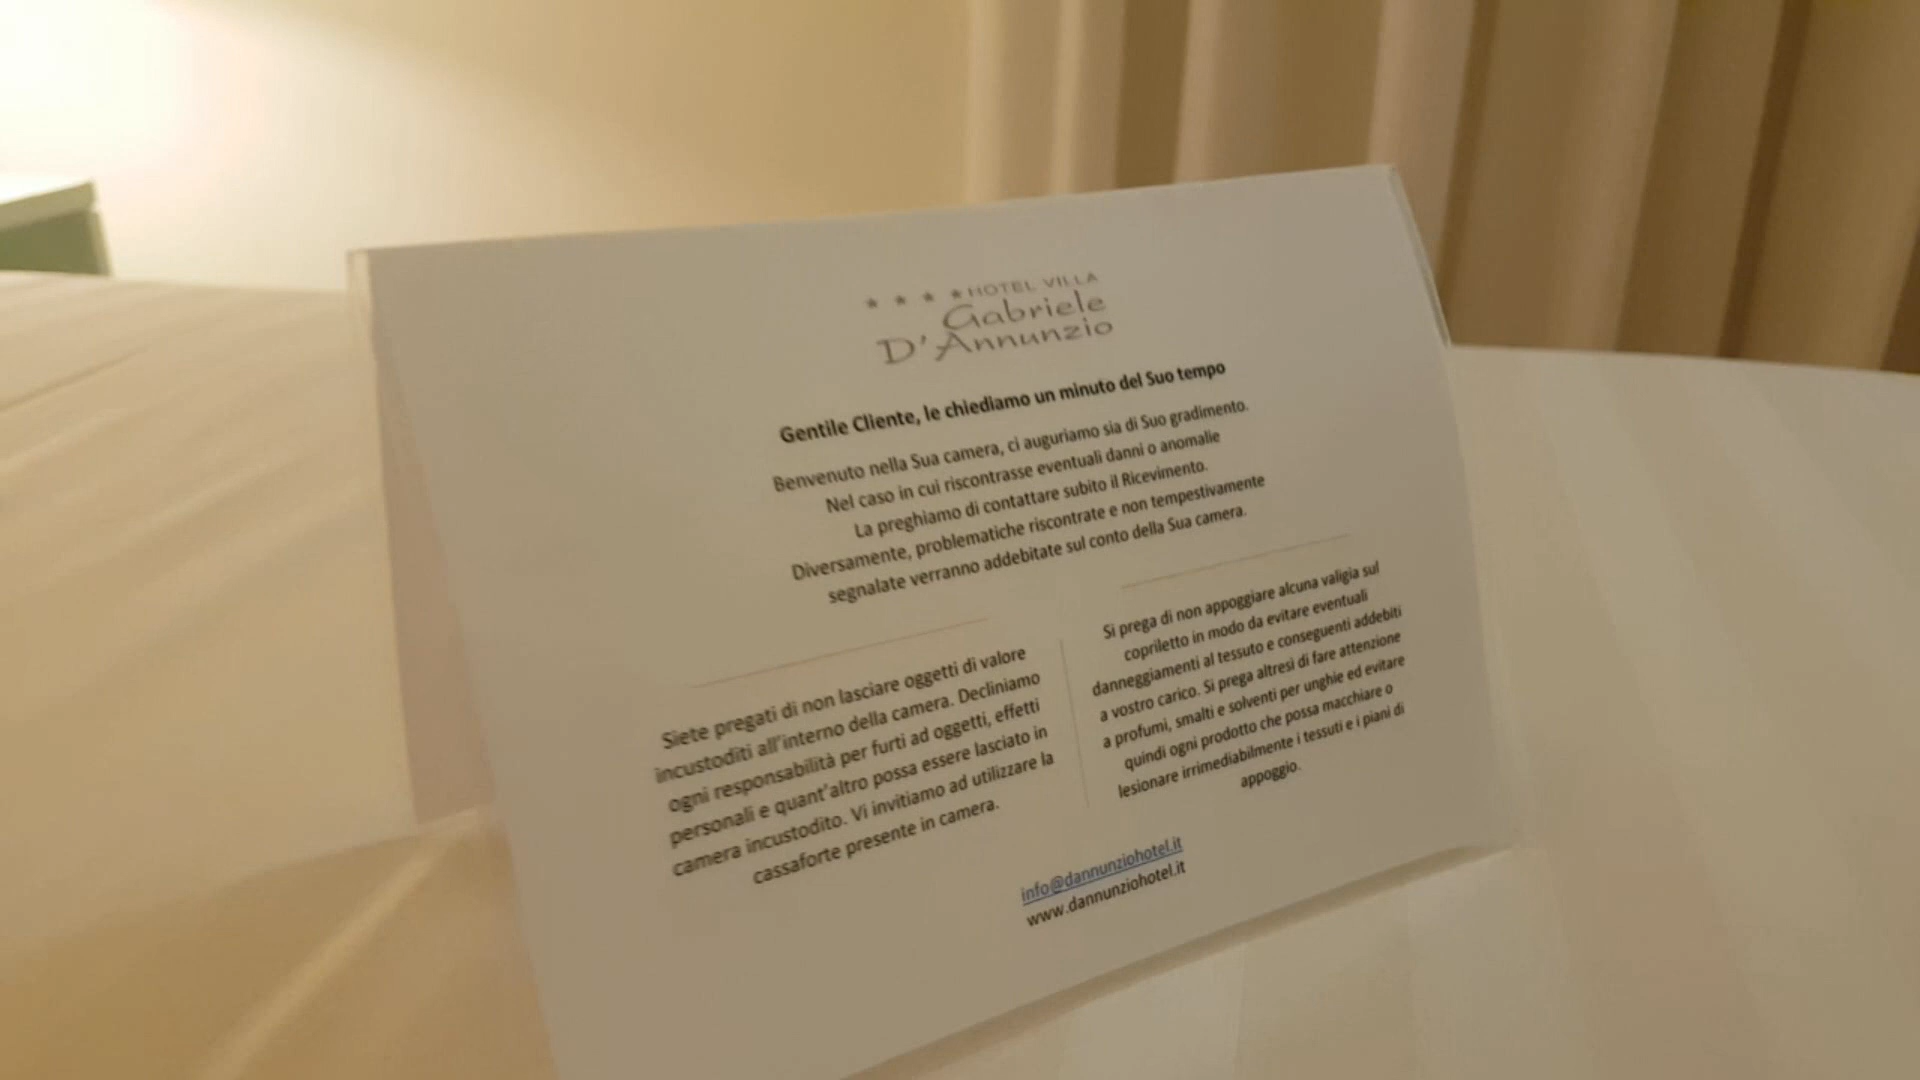 ★ ★ ★ ★ HOTEL VILLA
Gabriele
D'Annunzio
Gentile Cliente, le chiediamo un minuto del Suo tempo
Benvenuto nella Sua camera, ci auguriamo sia di Suo gradimento.
Nel caso in cui riscontrasse eventuali danni o anomalie
La preghiamo di contattare subito il Ricevimento.
Diversamente, problematiche riscontrate e non tempestivamente
segnalate verranno addebitate sul conto della Sua camera.
Siete pregati di non lasciare oggetti di valore
incustoditi all'interno della camera. Decliniamo
ogni responsabilità per furti ad oggetti, effetti
personali e quant'altro possa essere lasciato in
camera incustodito. Vi invitiamo ad utilizzare la
cassaforte presente in camera.
Si prega di non appoggiare alcuna valigia sul
copriletto in modo da evitare eventuali
danneggiamenti al tessuto e conseguenti addebiti
a vostro carico. Si prega altresì di fare attenzione
a profumi, smalti e solventi per unghie ed evitare
quindi ogni prodotto che possa macchiare o
lesionare irrimediabilmente i tessuti e i piani di
appoggio.
info@dannunziohotel.it
www.dannunziohotel.it